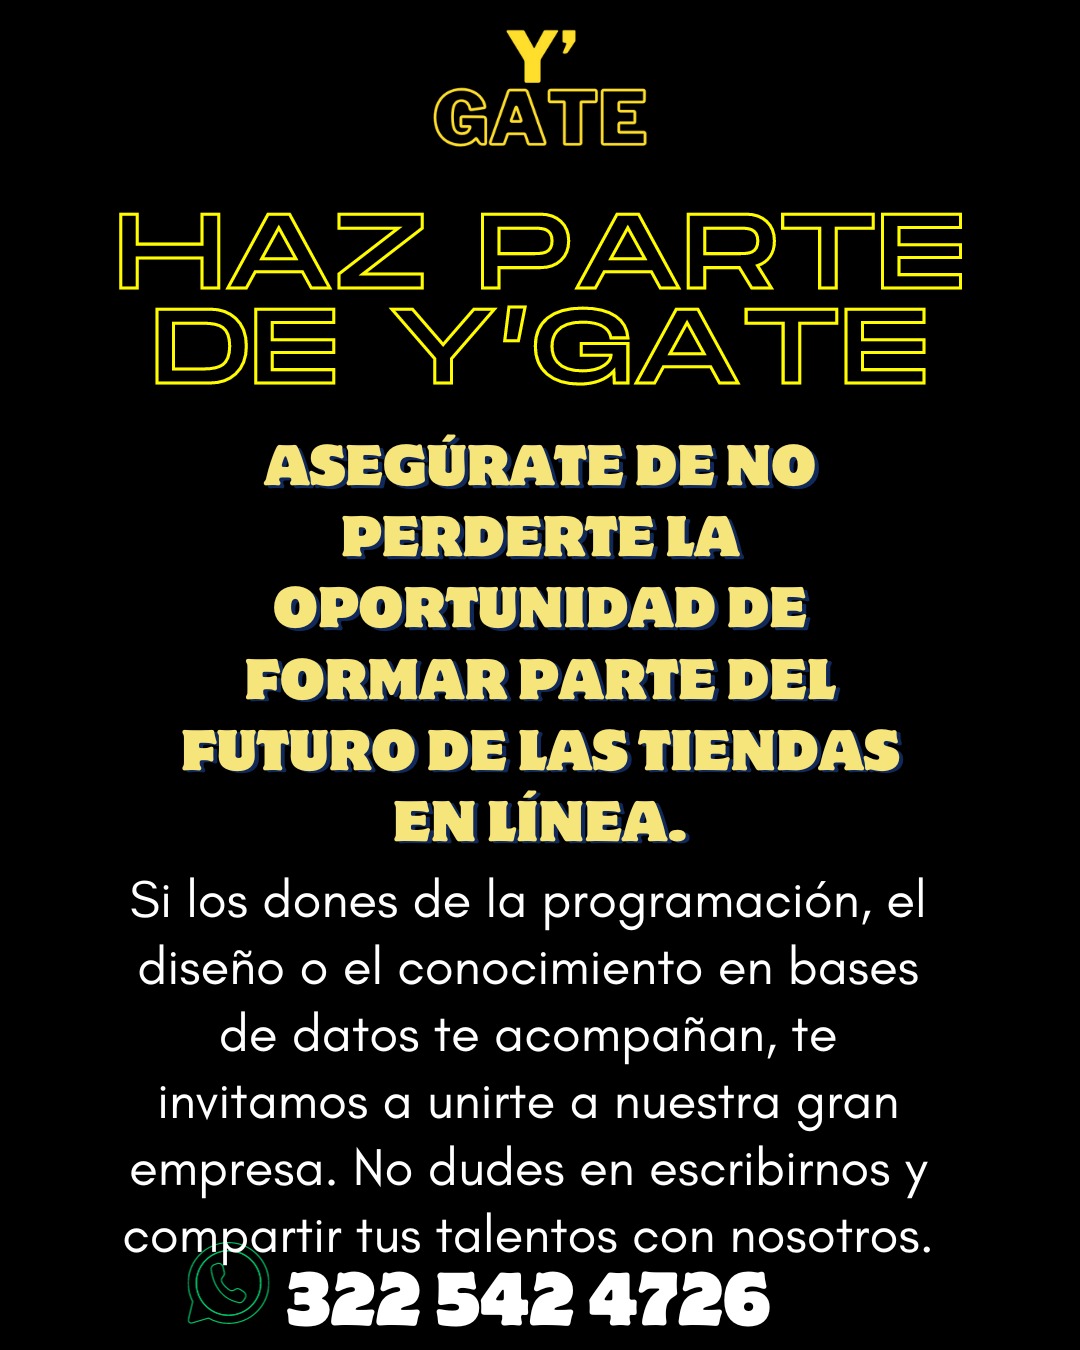 Y'
GATE
HAZ PARTE
DE Y'GATE
ASEGÚRATE DE NO
PERDERTE LA
OPORTUNIDAD DE
FORMAR PARTE DEL
FUTURO DE LAS TIENDAS
EN LÍNEA.
Si los dones de la programación, el
diseño o el conocimiento en bases
de datos te acompañan, te
invitamos a unirte a nuestra gran
empresa. No dudes en escribirnos y
compartir tus talentos con nosotros.
322 542 4726